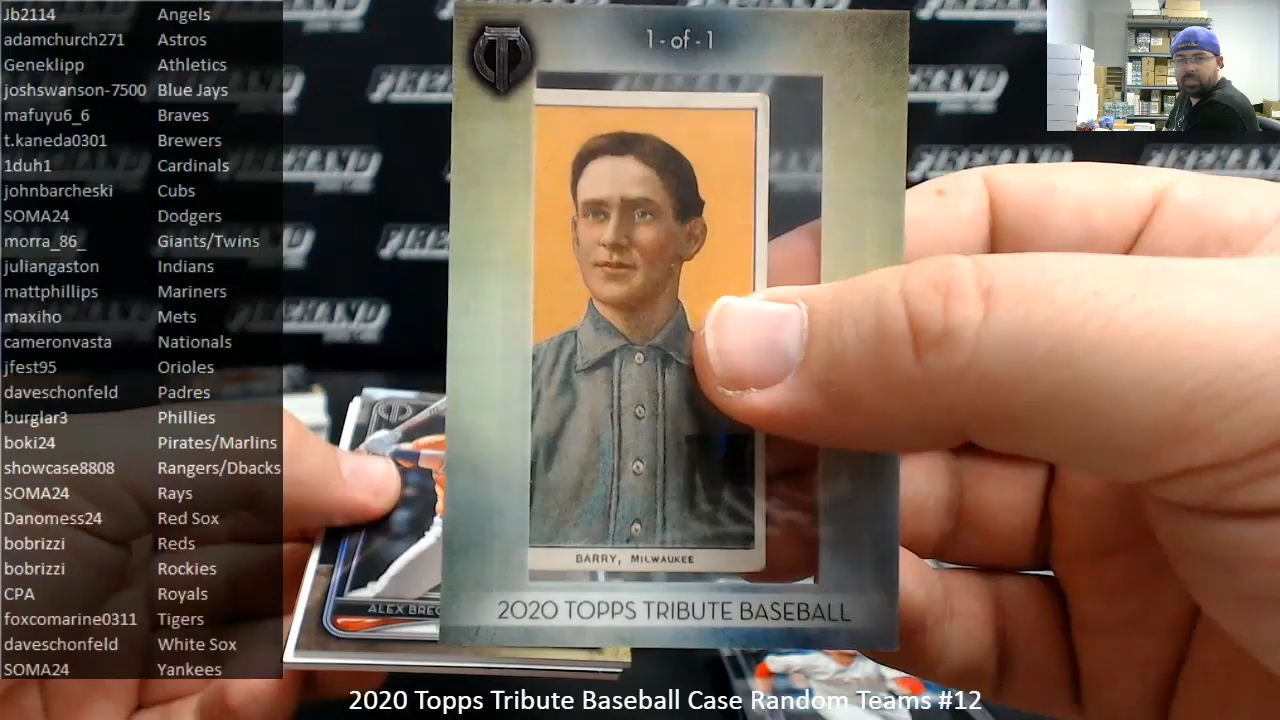 Jb2114 Angels
adamchurch271 Astros
Geneklipp Athletics
joshswanson-7500 Blue Jays
mafuyu6_6 Braves
t.kaneda0301 Brewers
1duh1 Cardinals
johnbarcheski Cubs
SOMA24 Dodgers
morra_86_ Giants/Twins
juliangaston Indians
mattphillips Mariners
maxiho Mets
cameronvasta Nationals
jfest95 Orioles
daveschonfeld Padres
burglar3 Phillies
boki24 Pirates/Marlins
showcase8808 Rangers/Dbacks
SOMA24 Rays
Danomess24 Red Sox
bobrizzi Reds
bobrizzi Rockies
CPA Royals
foxcomarine0311 Tigers
daveschonfeld White Sox
SOMA24 Yankees
1-of-1
BARRY, MILWAUKEE
2020 TOPPS TRIBUTE BASEBALL
ALEX BREG
FIREHAND
2020 Topps Tribute Baseball Case Random Teams #12